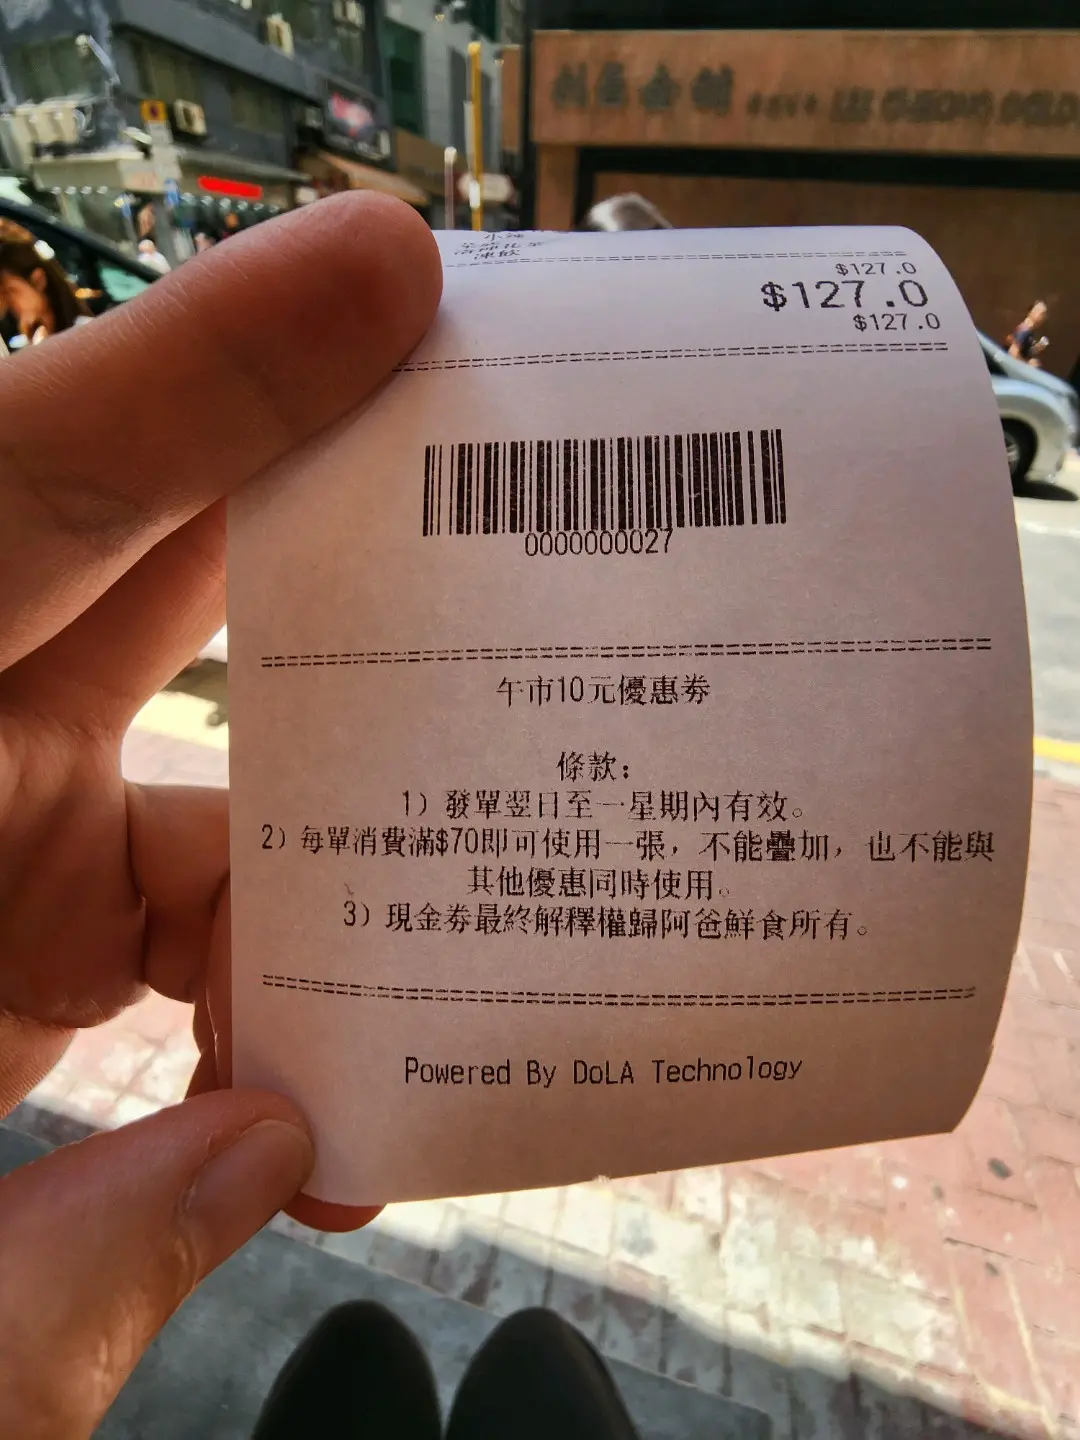 小辣
凍飲
$127.0
$127.0
$127.0
0000000027
午市10元優惠券
條款：
1) 發單翌日至一星期內有效。
2) 每單消費滿$70即可使用一張，不能疊加，也不能與
其他優惠同時使用。
3) 現金券最終解釋權歸阿爸鮮食所有。
Powered By DoLA Technology